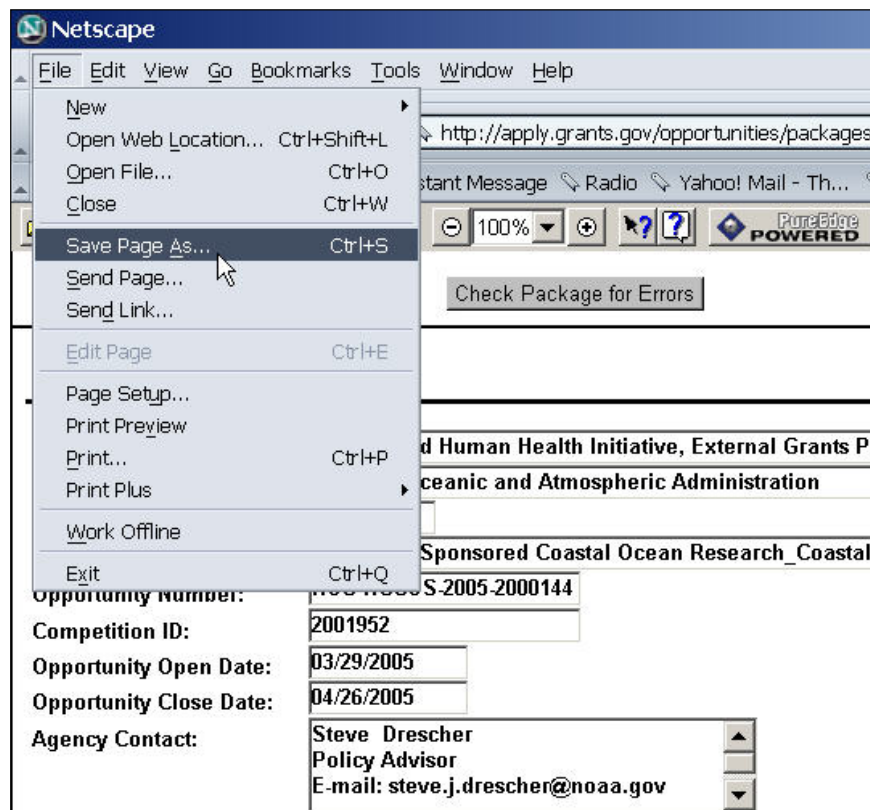 Netscape
File Edit View Go Bookmarks Tools Window Help
New
Open Web Location... Ctrl+Shift+L
http://apply.grants.gov/opportunities/packages
Open File... Ctrl+O
stant Message Radio Yahoo! Mail - Th...
Close Ctrl+W
100% PureEdge POWERED
Save Page As... Ctrl+S
Send Page...
Check Package for Errors
Send Link...
Edit Page Ctrl+E
Page Setup...
Print Preview
d Human Health Initiative, External Grants P
Print... Ctrl+P
ceanic and Atmospheric Administration
Print Plus
Work Offline
Sponsored Coastal Ocean Research_Coastal
Exit Ctrl+Q
Opportunity Number: S-2005-2000144
Competition ID: 2001952
Opportunity Open Date: 03/29/2005
Opportunity Close Date: 04/26/2005
Agency Contact: Steve Drescher
Policy Advisor
E-mail: steve.j.drescher@noaa.gov